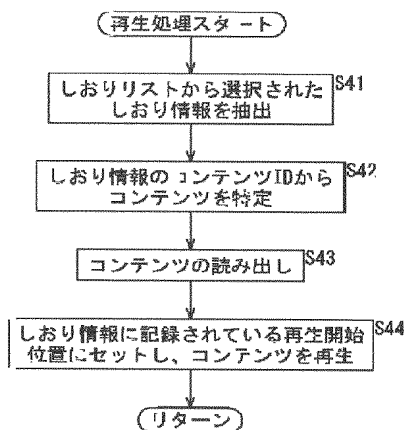 再生処理スタート
S41
しおりリストから選択された
しおり情報を抽出
S42
しおり情報のコンテンツIDから
コンテンツを特定
S43
コンテンツの読み出し
S44
しおり情報に記録されている再生開始
位置にセットし、コンテンツを再生
リターン